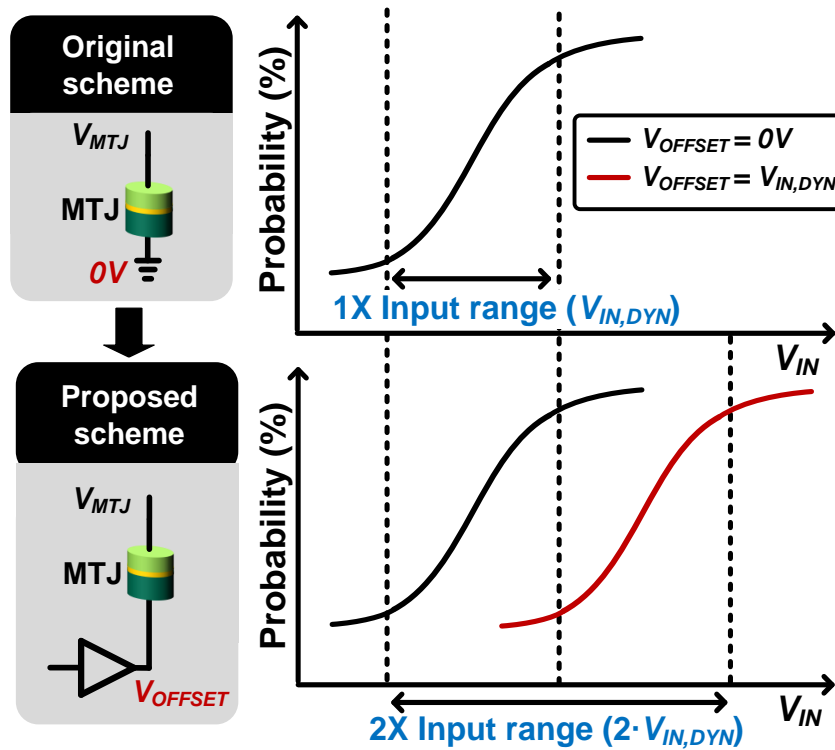 Original
scheme
V_MTJ
MTJ
0V
Probability (%)
V_OFFSET = 0V
V_OFFSET = V_IN,DYN
1X Input range (V_IN,DYN)
V_IN
Proposed
scheme
V_MTJ
MTJ
V_OFFSET
Probability (%)
V_IN
2X Input range (2·V_IN,DYN)